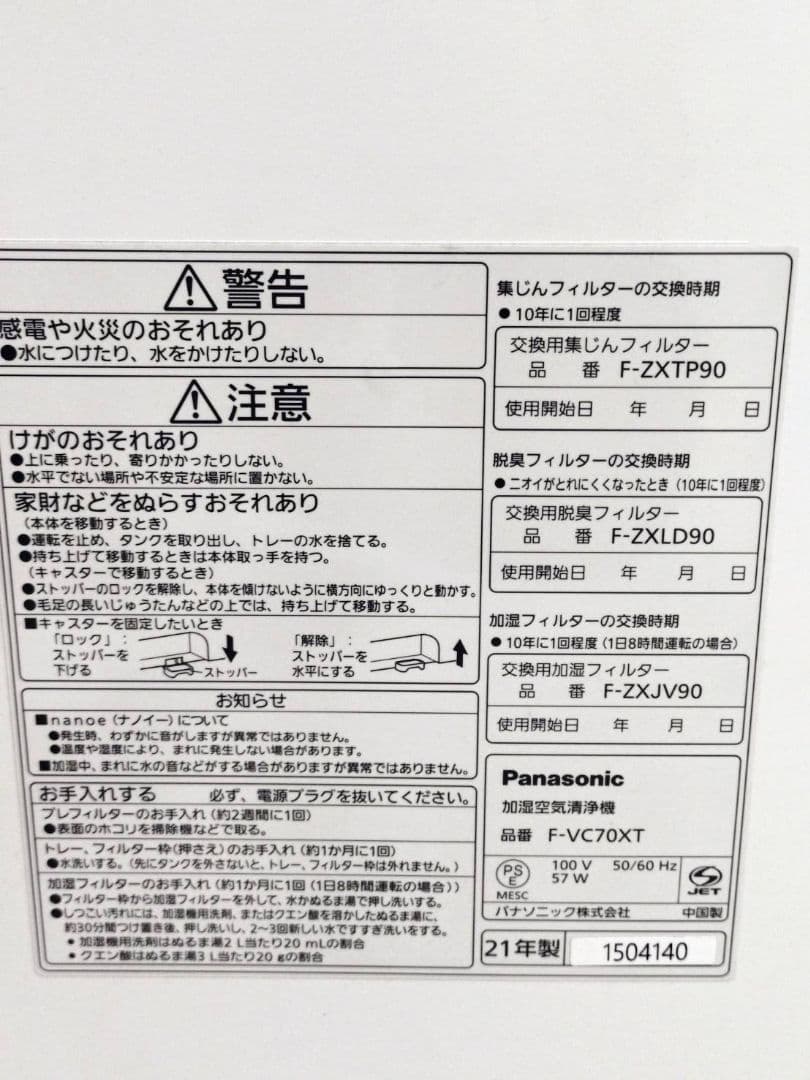 警告
感電や火災のおそれあり
●水につけたり、水をかけたりしない。
注意
けがのおそれあり
●上に乗ったり、寄りかかったりしない。
●水平でない場所や不安定な場所に置かない。
家財などをぬらすおそれあり
(本体を移動するとき)
●運転を止め、タンクを取り出し、トレーの水を捨てる。
●持ち上げて移動するときは本体取っ手を持つ。
(キャスターで移動するとき)
●ストッパーのロックを解除し、本体を傾けないように横方向にゆっくりと動かす。
●毛足の長いじゅうたんなどの上では、持ち上げて移動する。
■キャスターを固定したいとき
「ロック」:
ストッパーを
下げる
ストッパー
「解除」:
ストッパーを
水平にする
お知らせ
■nanoe(ナノイー)について
●発生時、わずかに音がしますが異常ではありません。
●温度や湿度により、まれに発生しない場合があります。
■加湿中、まれに水の音などがする場合がありますが異常ではありません。
お手入れする 必ず、電源プラグを抜いてください。
プレフィルターのお手入れ(約2週間に1回)
●表面のホコリを掃除機などで取る。
トレー、フィルター枠(押さえ)のお手入れ(約1か月に1回)
●水洗いする。(先にタンクを外さないと、トレー、フィルター枠は外れません。)
加湿フィルターのお手入れ(約1か月に1回(1日8時間運転の場合))
●フィルター枠から加湿フィルターを外して、水かぬるま湯で押し洗いする。
●しつこい汚れには、加湿機用洗剤、またはクエン酸を溶かしたぬるま湯に、
約30分間つけ置き後、押し洗いし、2~3回新しい水ですすぎ洗いをする。
• 加湿機用洗剤はぬるま湯2 L当たり20 mLの割合
• クエン酸はぬるま湯3 L当たり20 gの割合
集じんフィルターの交換時期
●10年に1回程度
交換用集じんフィルター
品 番 F-ZXTP90
使用開始日 年 月 日
脱臭フィルターの交換時期
●ニオイがとれにくくなったとき(10年に1回程度)
交換用脱臭フィルター
品 番 F-ZXLD90
使用開始日 年 月 日
加湿フィルターの交換時期
●10年に1回程度(1日8時間運転の場合)
交換用加湿フィルター
品 番 F-ZXJV90
使用開始日 年 月 日
Panasonic
加湿空気清浄機
品番 F-VC70XT
PS
E
MESC
100 V 50/60 Hz
57 W
JET
パナソニック株式会社 中国製
21年製 1504140